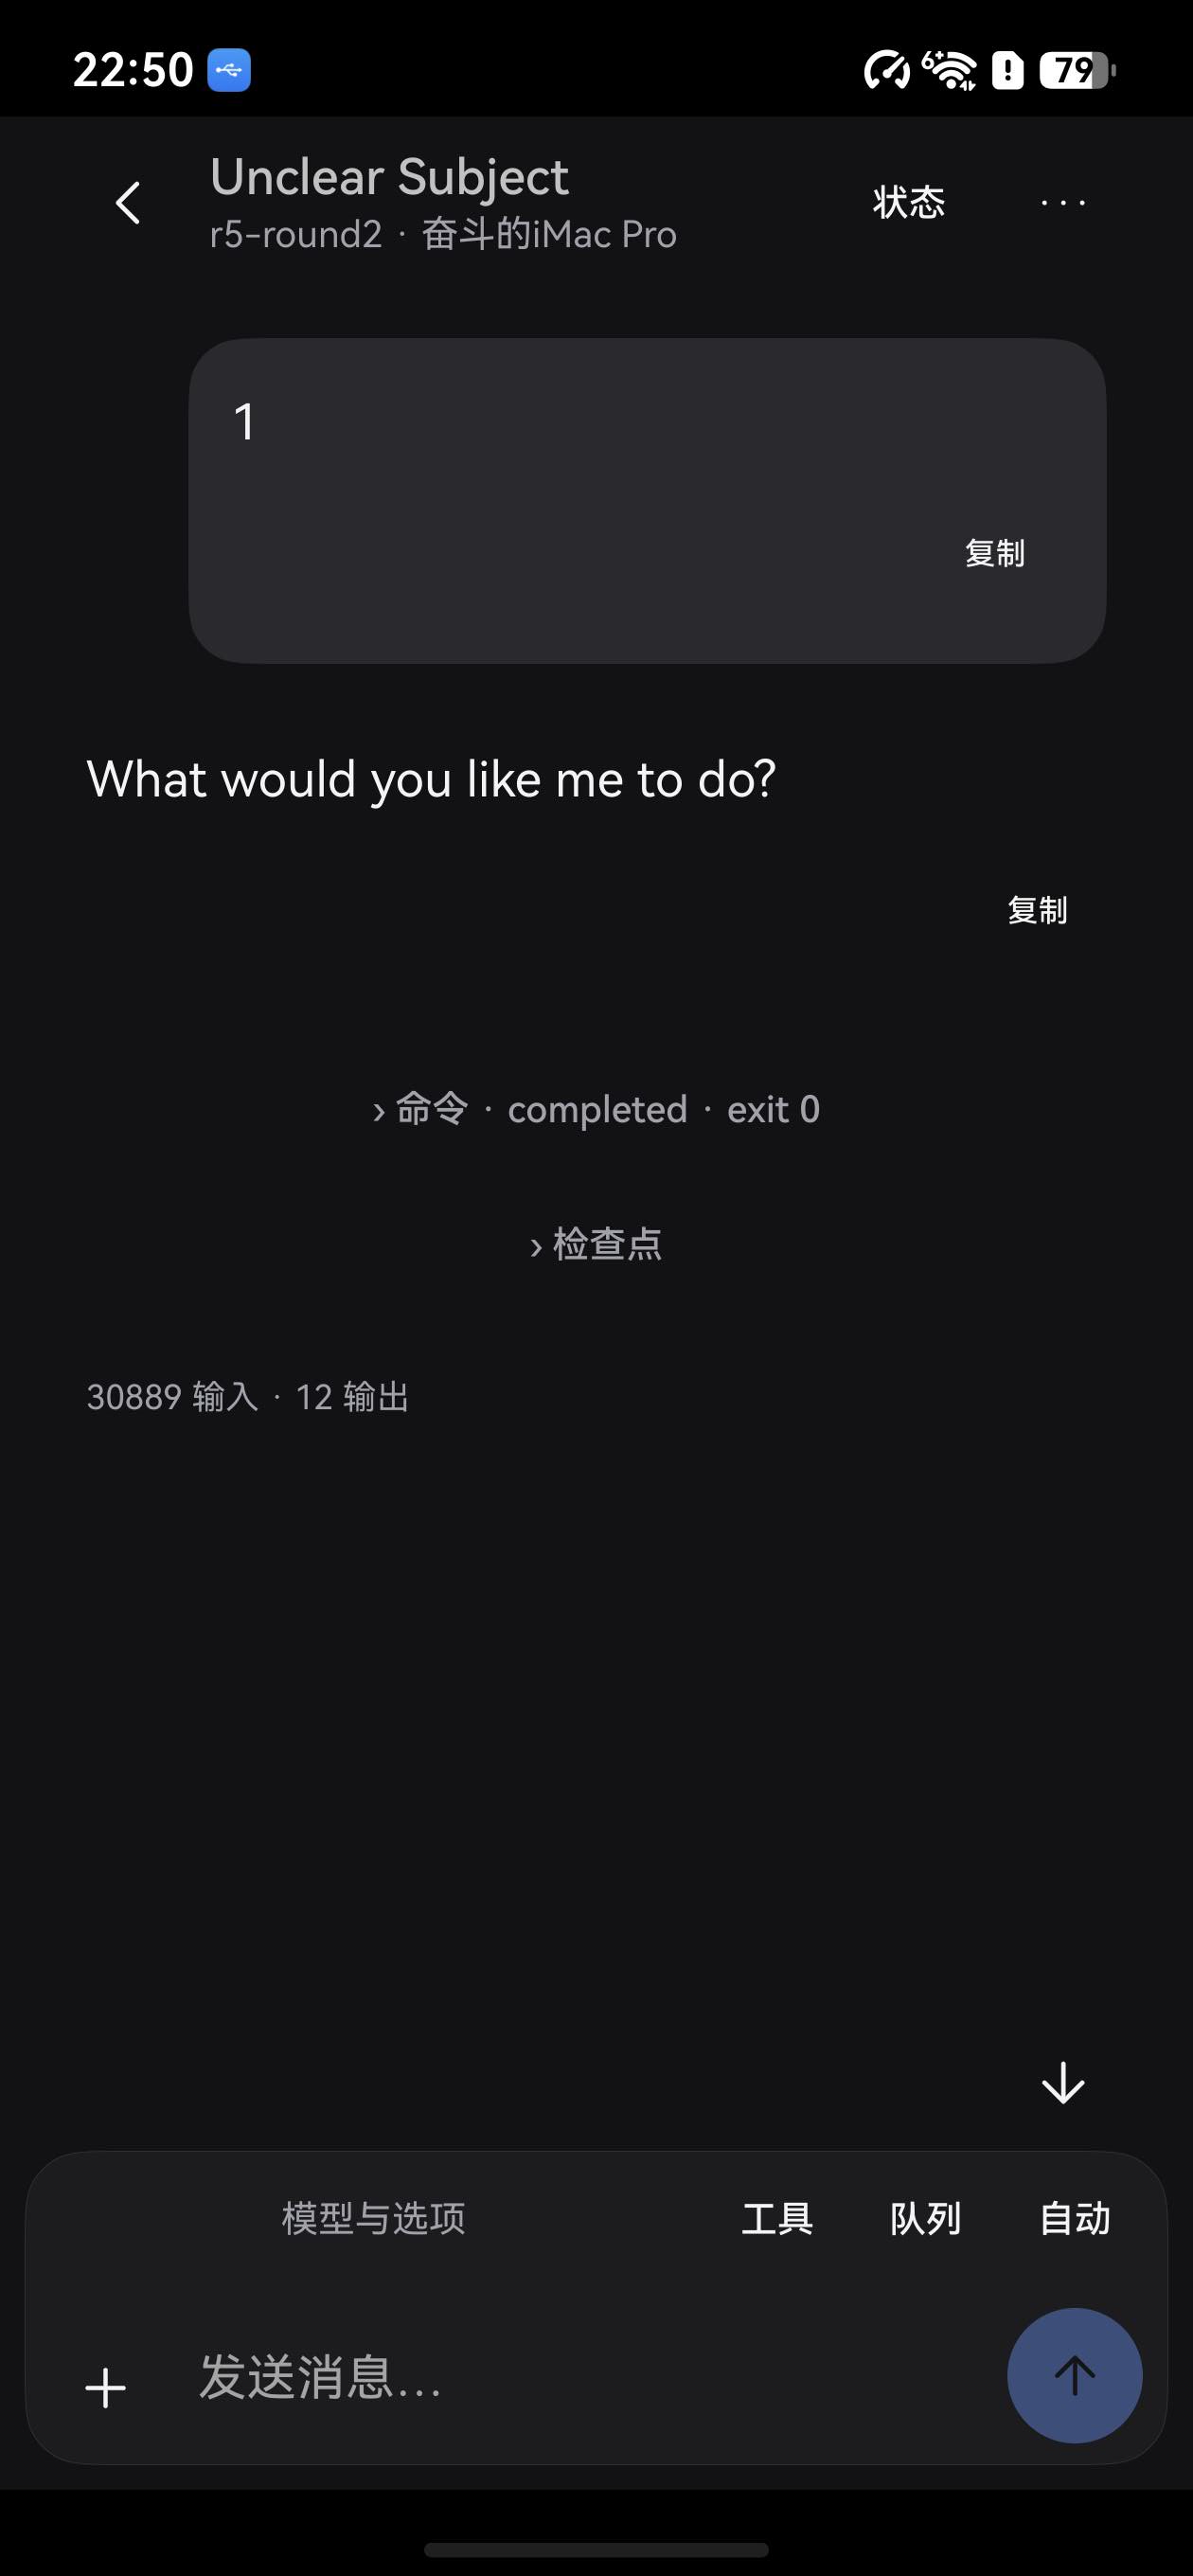 22:50
6+
79
Unclear Subject
r5-round2 · 奋斗的iMac Pro
状态
···
1
复制
What would you like me to do?
复制
› 命令 · completed · exit 0
› 检查点
30889 输入 · 12 输出
模型与选项
工具
队列
自动
发送消息...